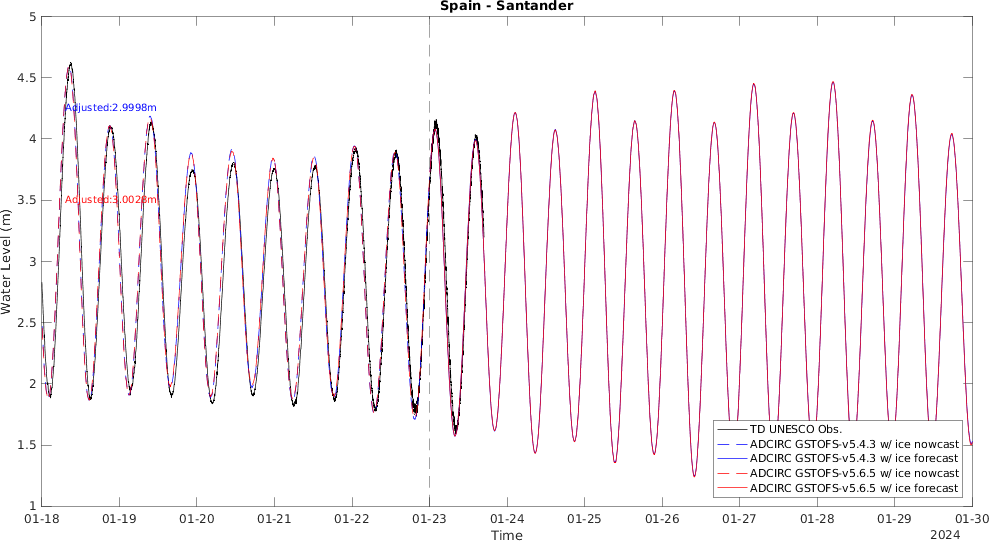 Spain - Santander
5
4.5
4
3.5
3
2.5
2
1.5
1
Water Level (m)
Adjusted:2.9998m
Adjusted:3.0028m
TD UNESCO Obs.
ADCIRC GSTOFS-v5.4.3 w/ ice nowcast
ADCIRC GSTOFS-v5.4.3 w/ ice forecast
ADCIRC GSTOFS-v5.6.5 w/ ice nowcast
ADCIRC GSTOFS-v5.6.5 w/ ice forecast
01-18 01-19 01-20 01-21 01-22 01-23 01-24 01-25 01-26 01-27 01-28 01-29 01-30
Time
2024